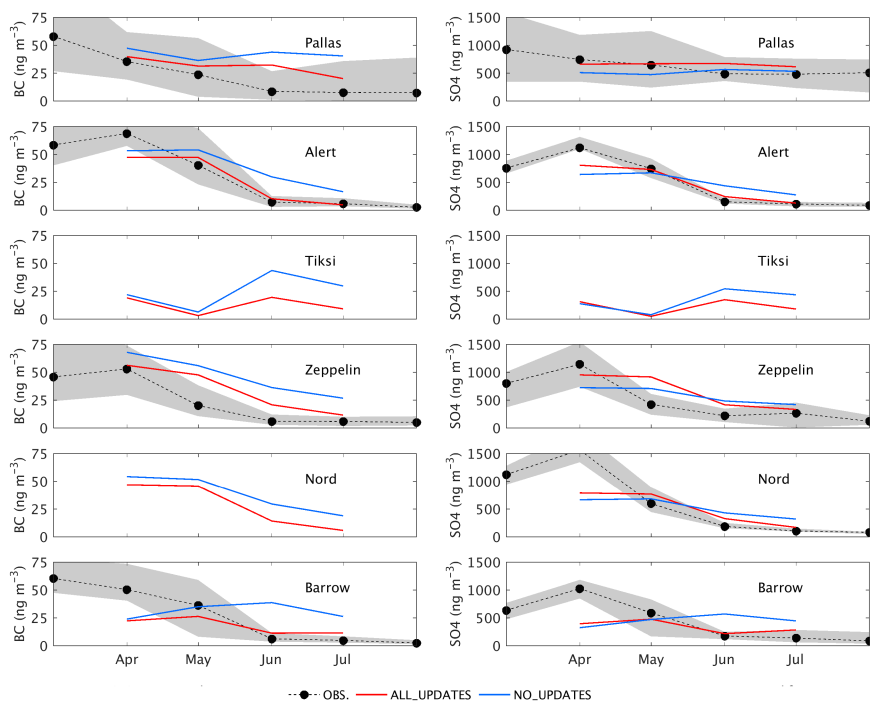 75
50
25
0
BC (ng m⁻³)
Pallas
1500
1000
500
0
SO4 (ng m⁻³)
Pallas
75
50
25
0
BC (ng m⁻³)
Alert
1500
1000
500
0
SO4 (ng m⁻³)
Alert
75
50
25
0
BC (ng m⁻³)
Tiksi
1500
1000
500
0
SO4 (ng m⁻³)
Tiksi
75
50
25
0
BC (ng m⁻³)
Zeppelin
1500
1000
500
0
SO4 (ng m⁻³)
Zeppelin
75
50
25
0
BC (ng m⁻³)
Nord
1500
1000
500
0
SO4 (ng m⁻³)
Nord
75
50
25
0
BC (ng m⁻³)
Barrow
Apr May Jun Jul
1500
1000
500
0
SO4 (ng m⁻³)
Barrow
Apr May Jun Jul
OBS. ALL_UPDATES NO_UPDATES